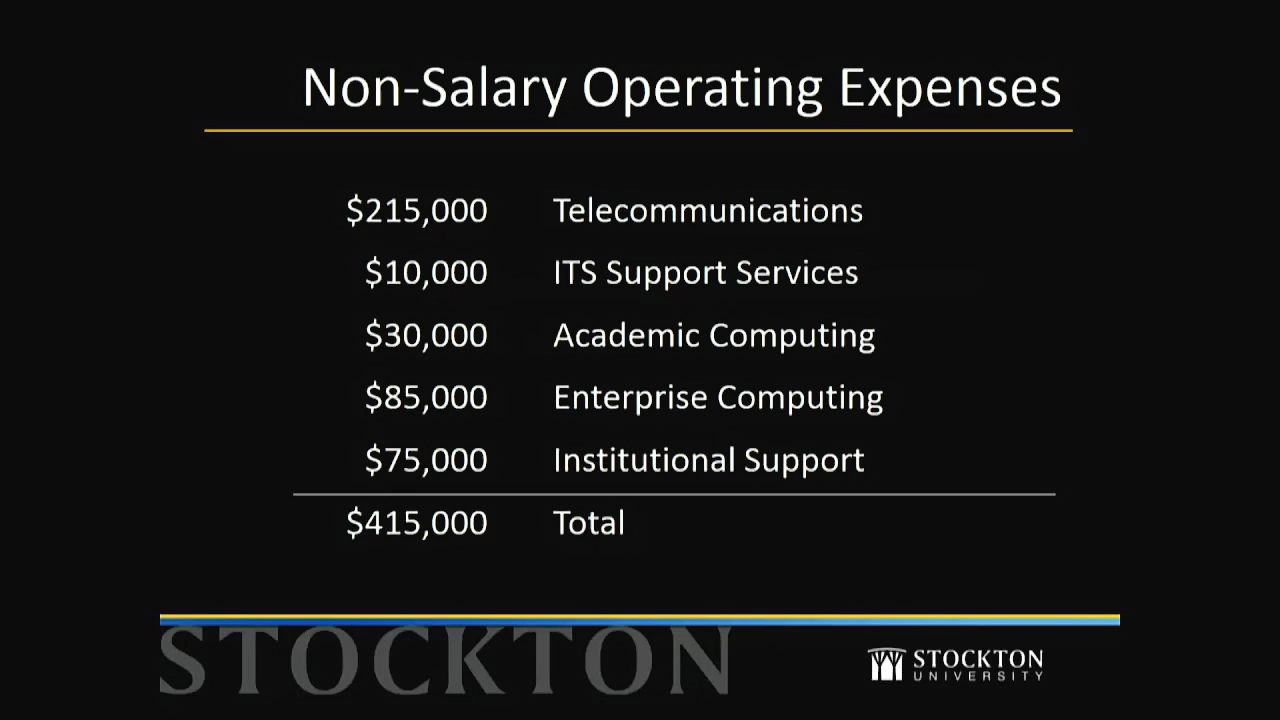 Non-Salary Operating Expenses
$215,000 Telecommunications
$10,000 ITS Support Services
$30,000 Academic Computing
$85,000 Enterprise Computing
$75,000 Institutional Support
$415,000 Total
STOCKTON
STOCKTON
UNIVERSITY